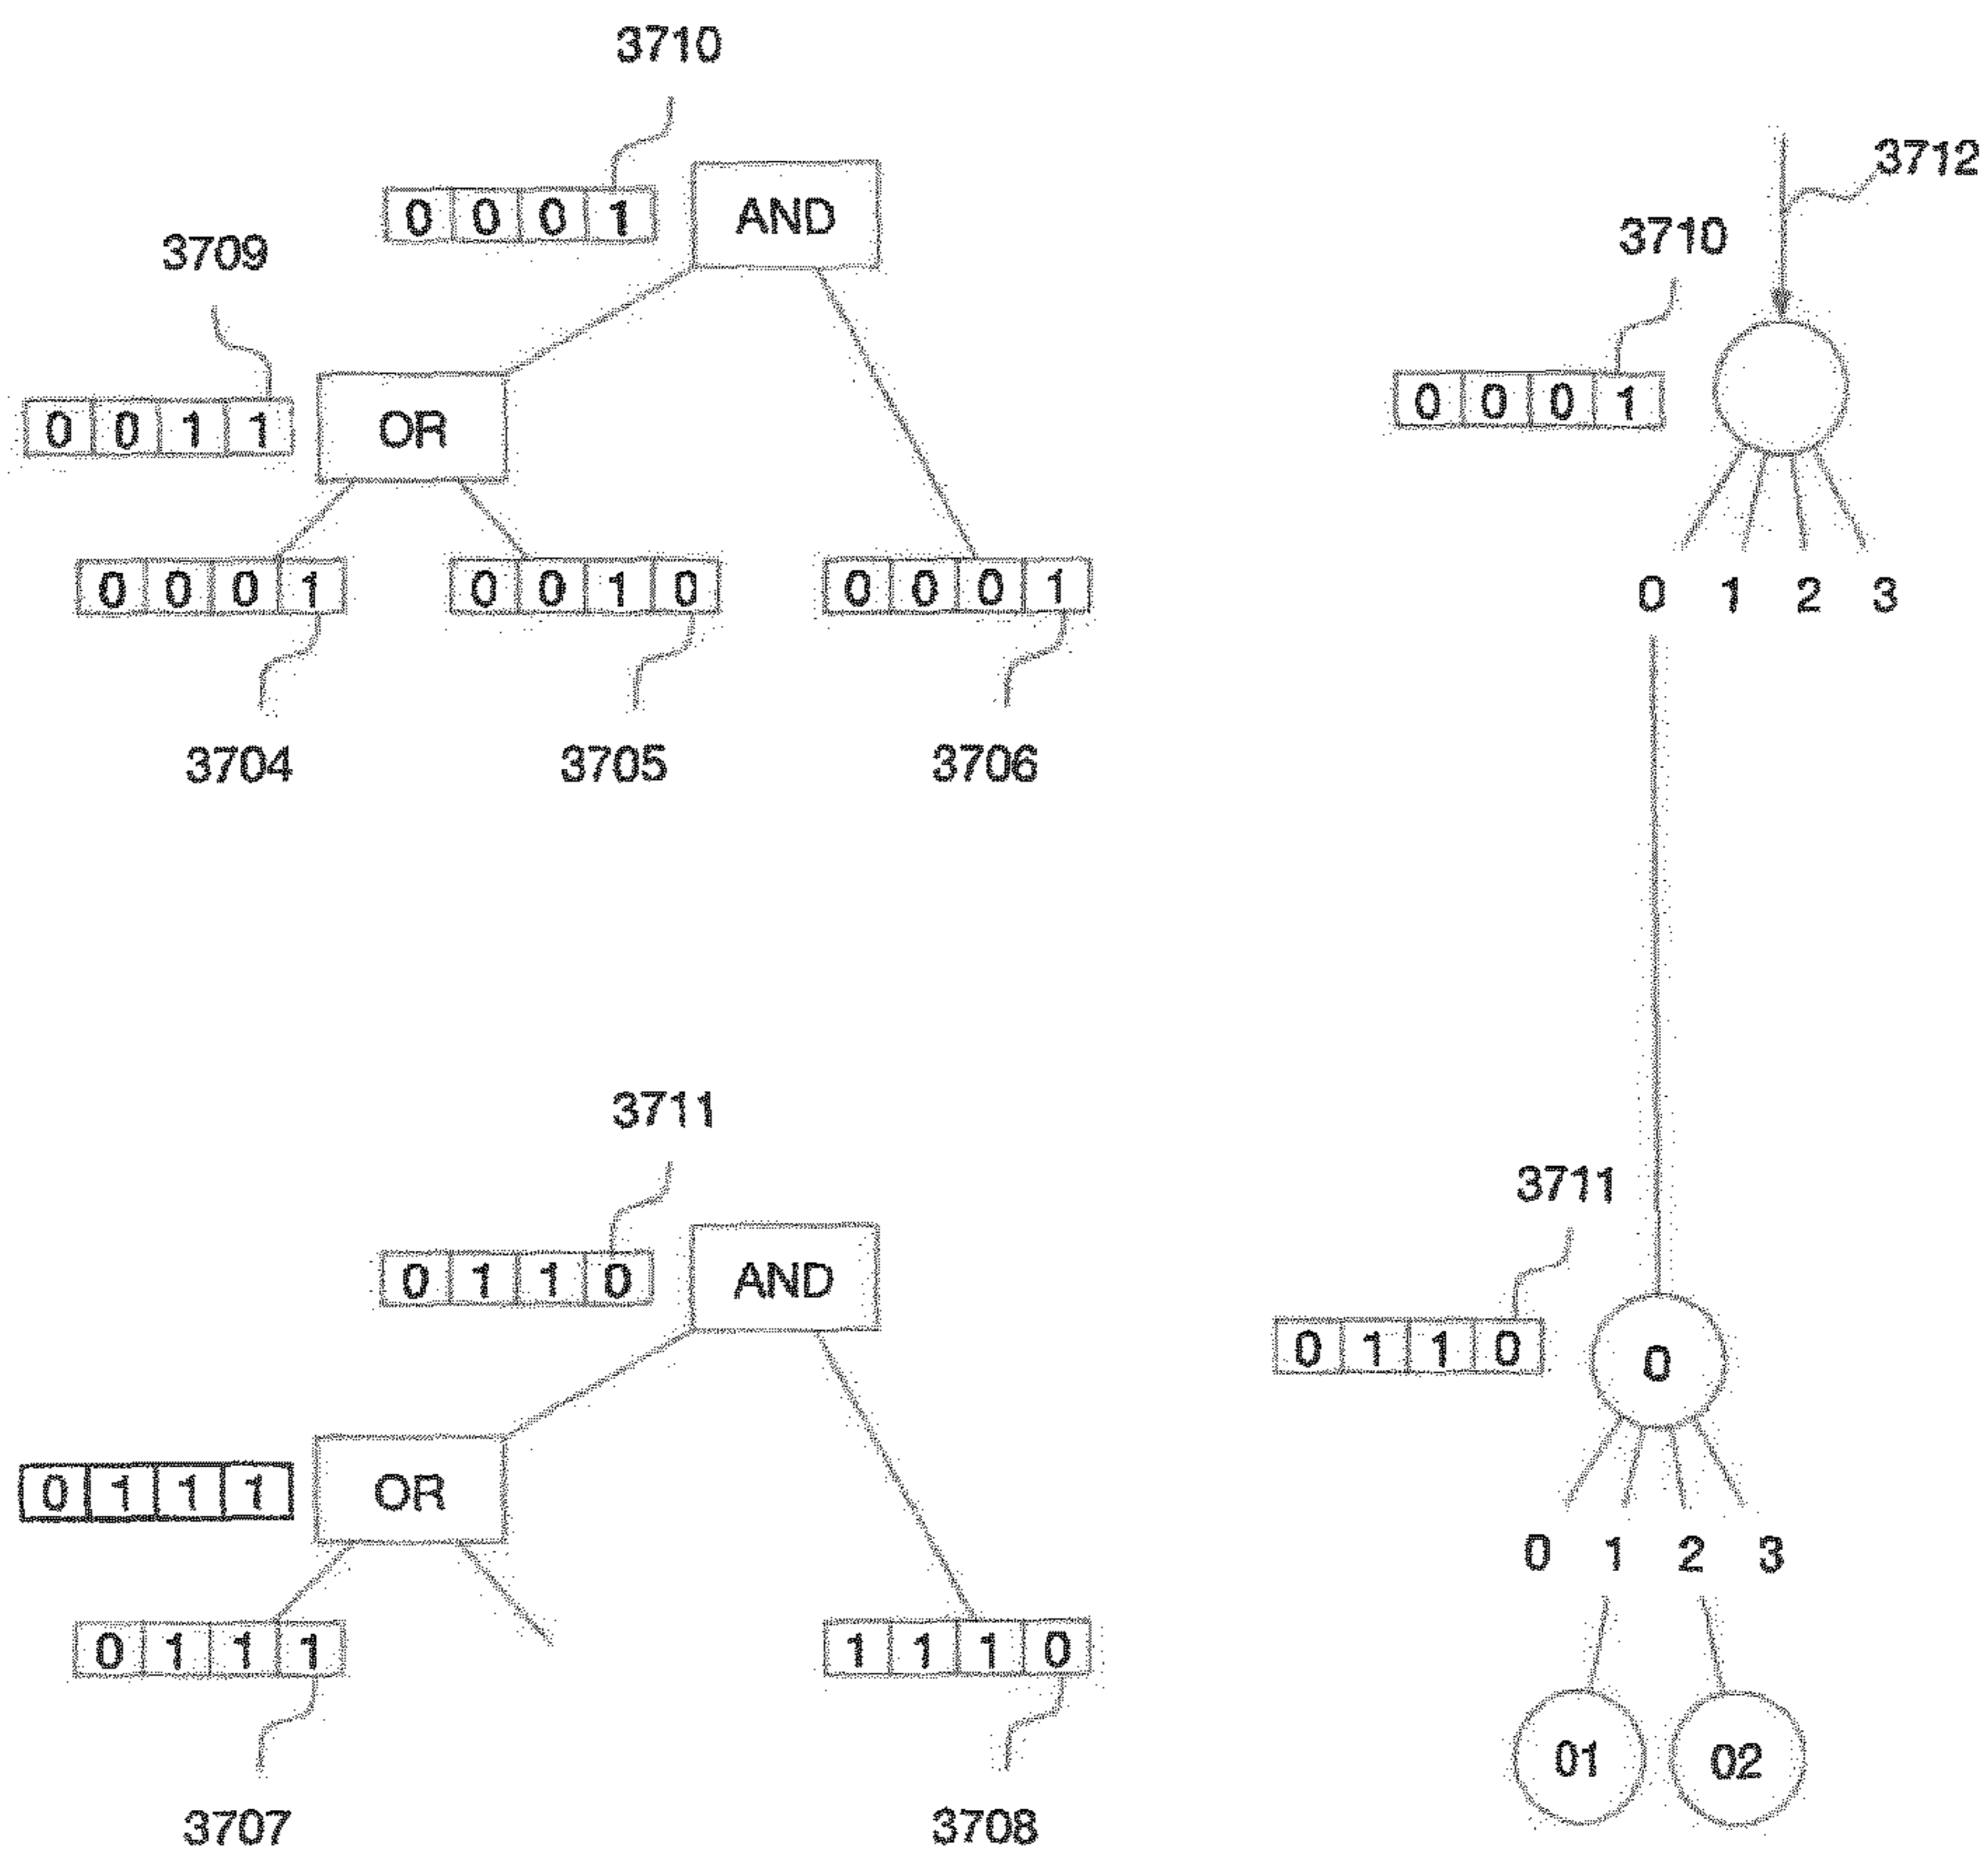 3710
3712
0 0 0 1 AND
3710
3709
0 0 0 1
0 0 1 1 OR
0 0 0 1
0 0 1 0
0 0 0 1
0 1 2 3
3704
3705
3706
3711
3711
0 1 1 0 AND
0 1 1 0
0
0 1 1 1 OR
0 1 2 3
0 1 1 1
1 1 1 0
01
02
3707
3708